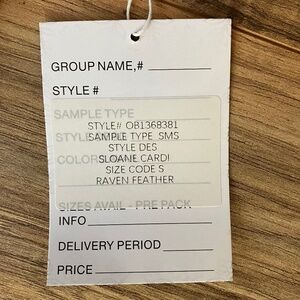 GROUP NAME,#
STYLE #
SAMPLE TYPE
STYLE# OB1368381
SAMPLE TYPE SMS
STYLE DES
SLOANE CARDI
SIZE CODE S
RAVEN FEATHER
SIZES AVAIL - PRE PACK
INFO
DELIVERY PERIOD
PRICE